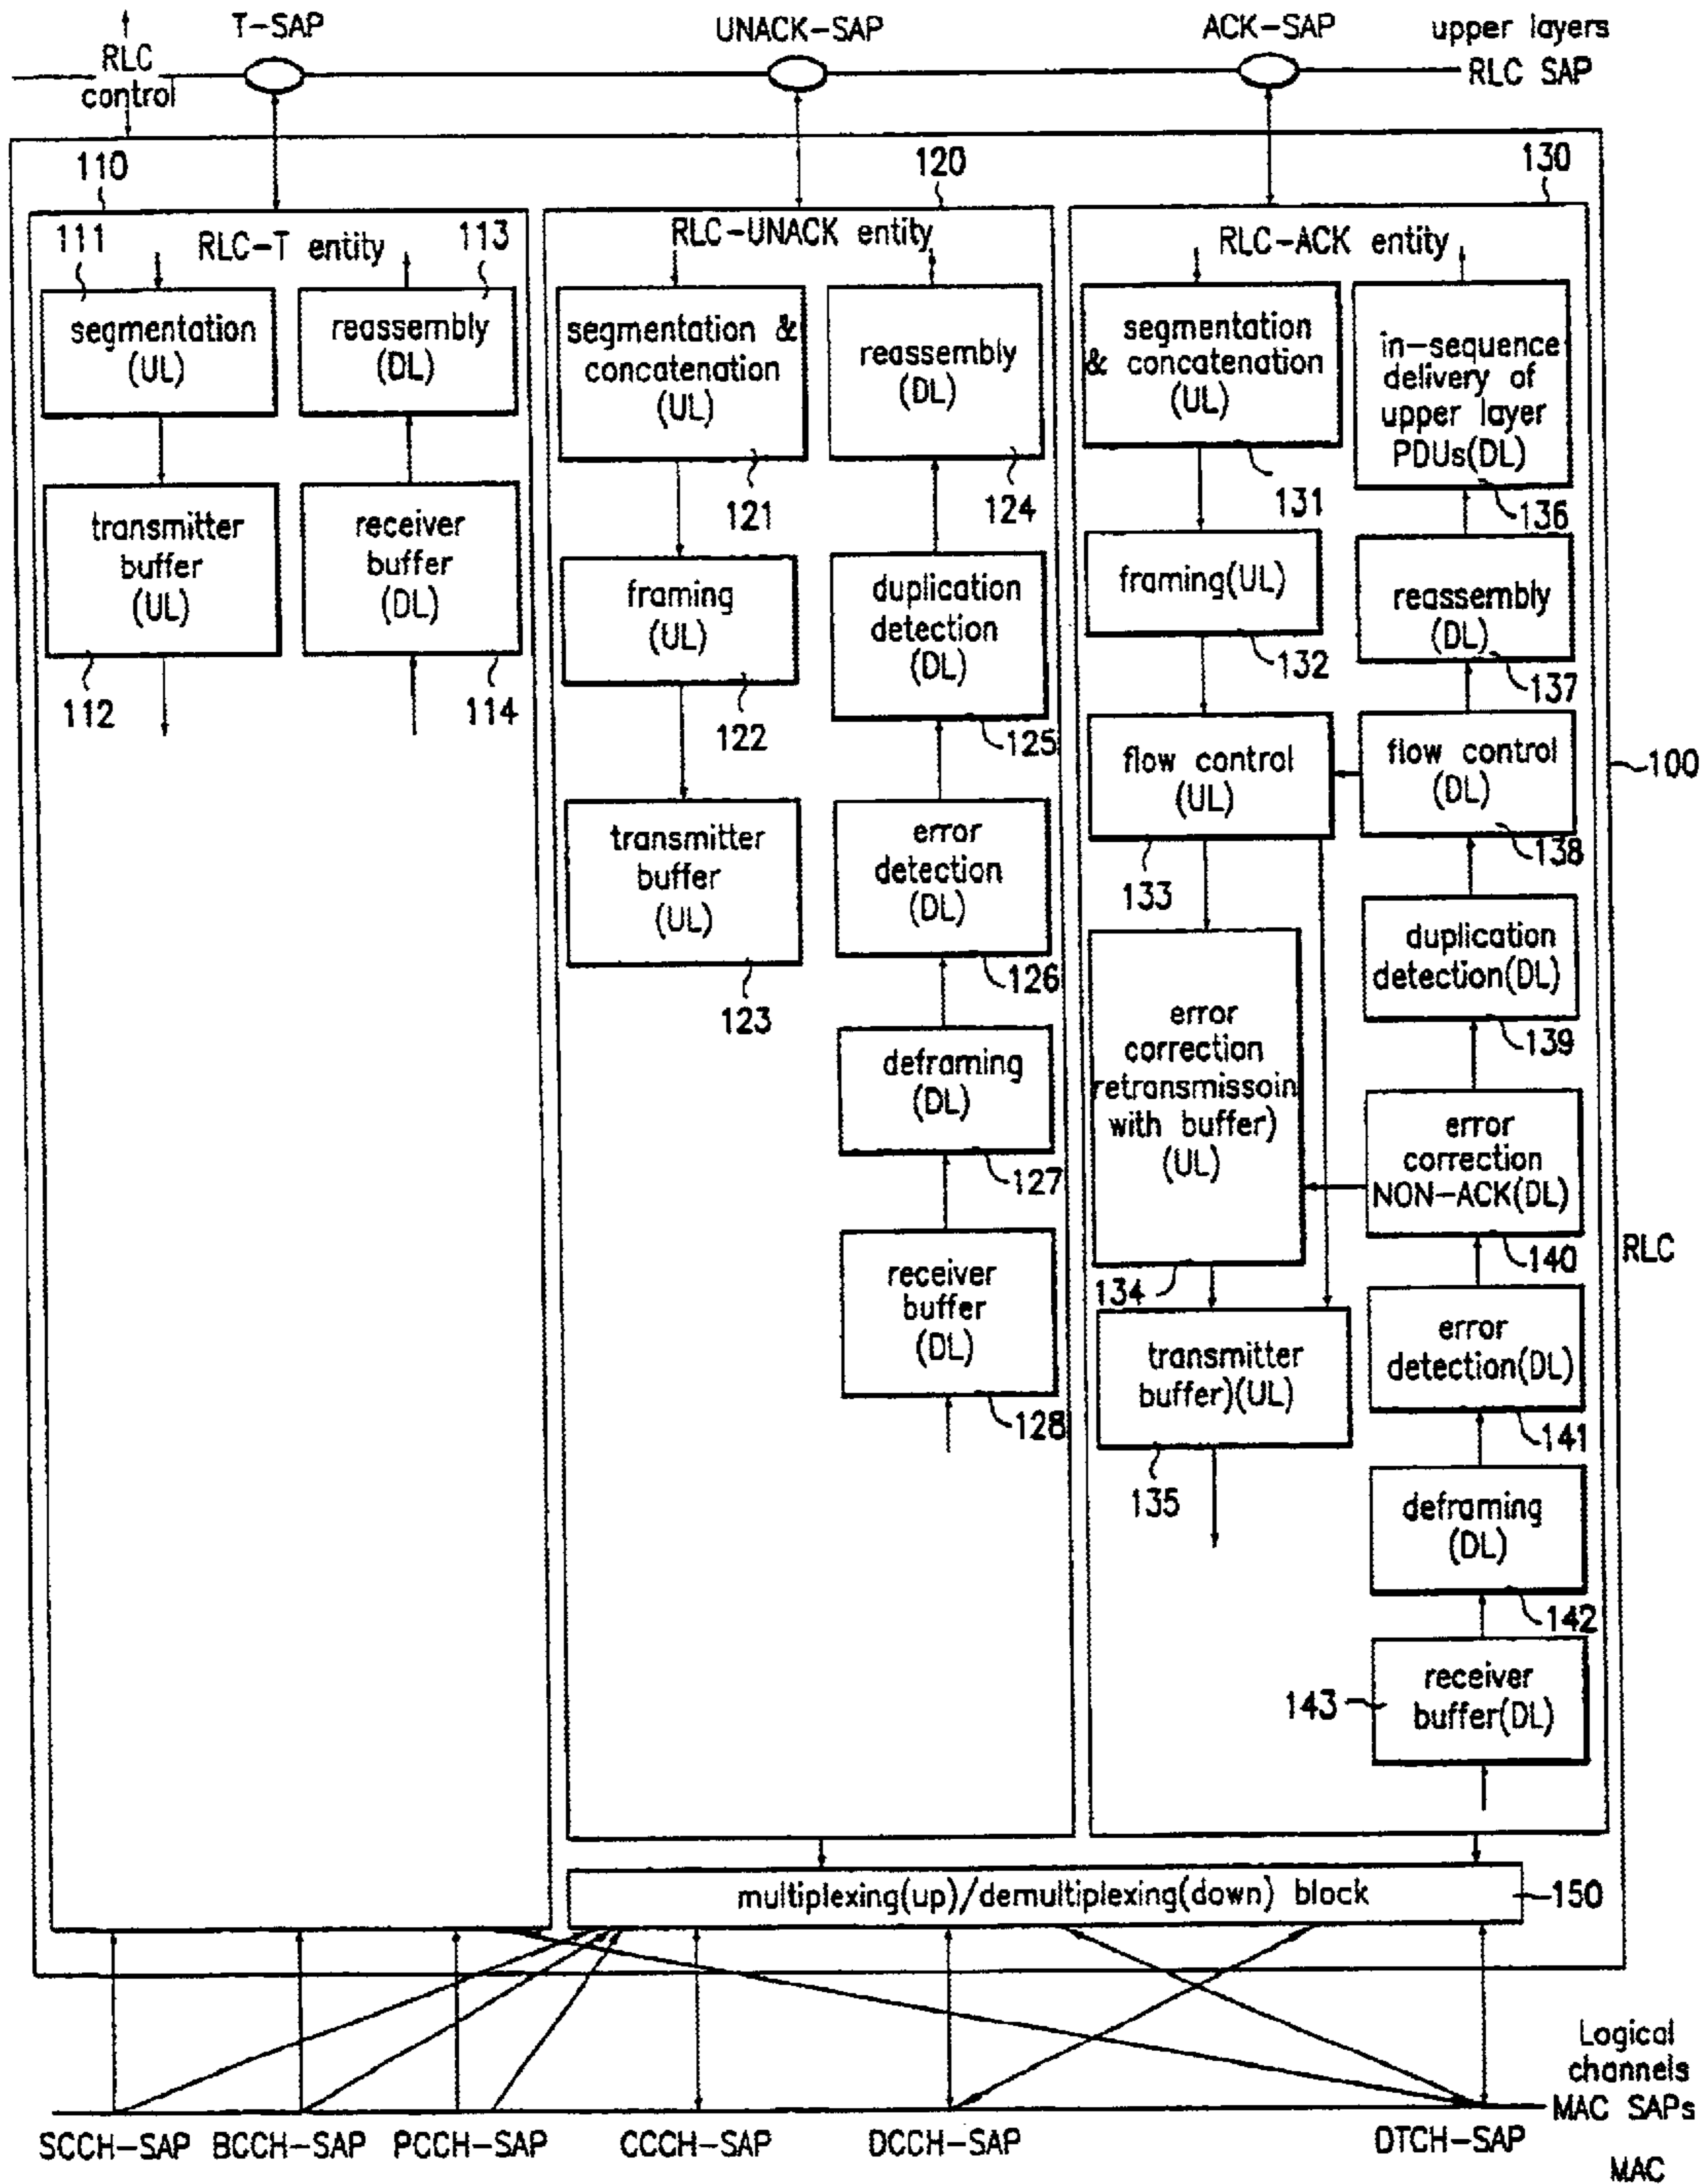 T-SAP
UNACK-SAP
ACK-SAP
upper layers
RLC
control
RLC SAP
110
120
130
111
RLC-T entity
113
RLC-UNACK entity
RLC-ACK entity
segmentation
(UL)
reassembly
(DL)
segmentation &
concatenation
(UL)
reassembly
(DL)
segmentation
& concatenation
(UL)
in-sequence
delivery of
upper layer
PDUs(DL)
121
124
131
136
transmitter
buffer
(UL)
receiver
buffer
(DL)
112
114
framing
(UL)
duplication
detection
(DL)
framing(UL)
reassembly
(DL)
132
137
122
125
flow control
(UL)
flow control
(DL)
100
133
138
transmitter
buffer
(UL)
error
detection
(DL)
123
126
duplication
detection(DL)
139
error
correction
retransmissoin
with buffer)
(UL)
deframing
(DL)
127
error
correction
NON-ACK(DL)
140
RLC
134
receiver
buffer
(DL)
128
transmitter
buffer)(UL)
135
error
detection(DL)
141
deframing
(DL)
142
143
receiver
buffer(DL)
multiplexing(up)/demultiplexing(down) block
150
Logical
channels
MAC SAPs
SCCH-SAP
BCCH-SAP
PCCH-SAP
CCCH-SAP
DCCH-SAP
DTCH-SAP
MAC